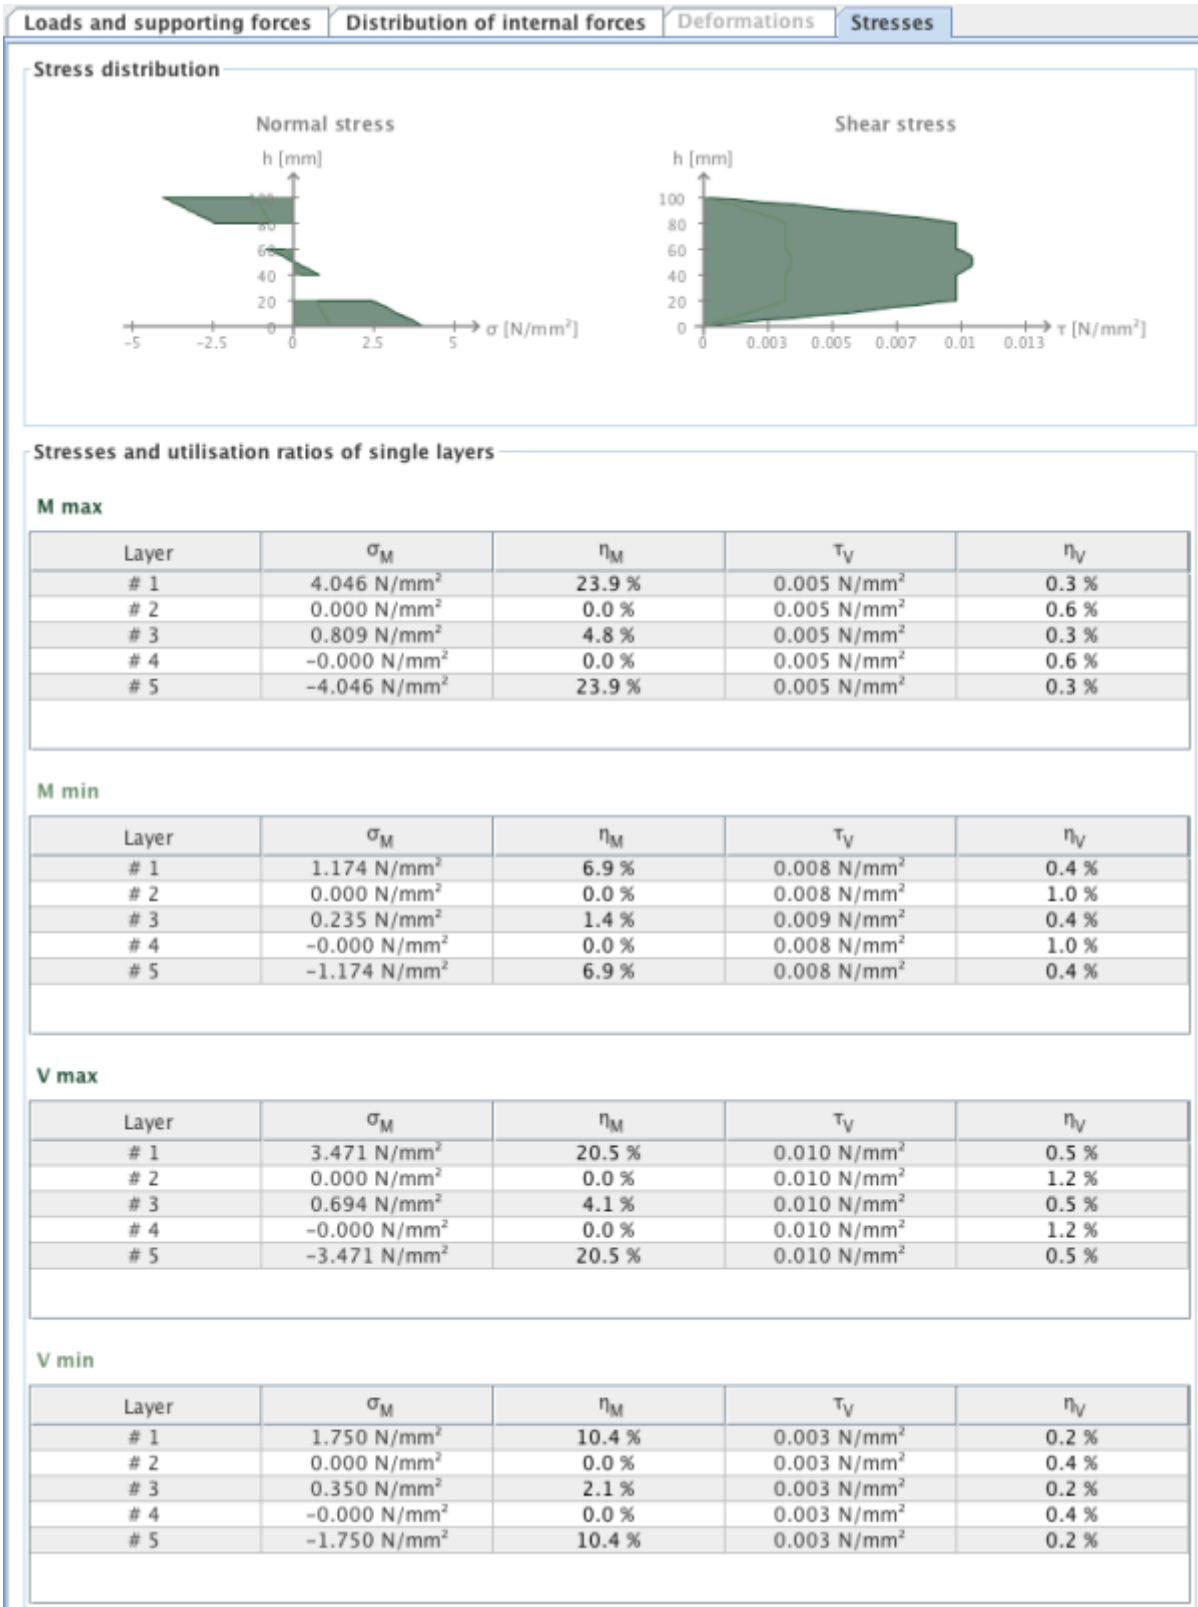 Loads and supporting forces Distribution of internal forces Deformations Stresses
Stress distribution
Normal stress Shear stress
h [mm] h [mm]
100 100
80 80
60 60
40 40
20 20
0 σ [N/mm²] 0 τ [N/mm²]
-5 -2.5 0 2.5 5 0 0.003 0.005 0.007 0.01 0.013
Stresses and utilisation ratios of single layers
M max
Layer σM ηM τV ηV
# 1 4.046 N/mm² 23.9 % 0.005 N/mm² 0.3 %
# 2 0.000 N/mm² 0.0 % 0.005 N/mm² 0.6 %
# 3 0.809 N/mm² 4.8 % 0.005 N/mm² 0.3 %
# 4 -0.000 N/mm² 0.0 % 0.005 N/mm² 0.6 %
# 5 -4.046 N/mm² 23.9 % 0.005 N/mm² 0.3 %
M min
Layer σM ηM τV ηV
# 1 1.174 N/mm² 6.9 % 0.008 N/mm² 0.4 %
# 2 0.000 N/mm² 0.0 % 0.008 N/mm² 1.0 %
# 3 0.235 N/mm² 1.4 % 0.009 N/mm² 0.4 %
# 4 -0.000 N/mm² 0.0 % 0.008 N/mm² 1.0 %
# 5 -1.174 N/mm² 6.9 % 0.008 N/mm² 0.4 %
V max
Layer σM ηM τV ηV
# 1 3.471 N/mm² 20.5 % 0.010 N/mm² 0.5 %
# 2 0.000 N/mm² 0.0 % 0.010 N/mm² 1.2 %
# 3 0.694 N/mm² 4.1 % 0.010 N/mm² 0.5 %
# 4 -0.000 N/mm² 0.0 % 0.010 N/mm² 1.2 %
# 5 -3.471 N/mm² 20.5 % 0.010 N/mm² 0.5 %
V min
Layer σM ηM τV ηV
# 1 1.750 N/mm² 10.4 % 0.003 N/mm² 0.2 %
# 2 0.000 N/mm² 0.0 % 0.003 N/mm² 0.4 %
# 3 0.350 N/mm² 2.1 % 0.003 N/mm² 0.2 %
# 4 -0.000 N/mm² 0.0 % 0.003 N/mm² 0.4 %
# 5 -1.750 N/mm² 10.4 % 0.003 N/mm² 0.2 %